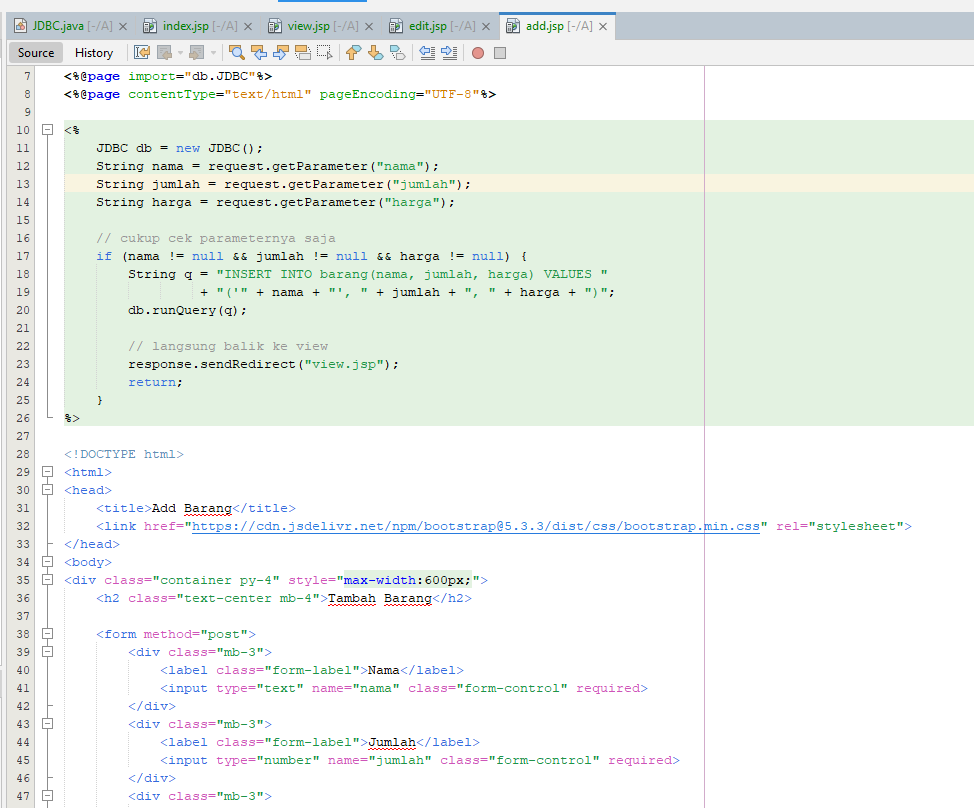 JDBC.java [-/A] × index.jsp [-/A] × view.jsp [-/A] × edit.jsp [-/A] × add.jsp [-/A] ×
Source History
7 <%@page import="db.JDBC"%>
8 <%@page contentType="text/html" pageEncoding="UTF-8"%>
9
10 <%
11 JDBC db = new JDBC();
12 String nama = request.getParameter("nama");
13 String jumlah = request.getParameter("jumlah");
14 String harga = request.getParameter("harga");
15
16 // cukup cek parameternya saja
17 if (nama != null && jumlah != null && harga != null) {
18 String q = "INSERT INTO barang(nama, jumlah, harga) VALUES "
19 + "('" + nama + "', " + jumlah + ", " + harga + ")";
20 db.runQuery(q);
21
22 // langsung balik ke view
23 response.sendRedirect("view.jsp");
24 return;
25 }
26 %>
27
28 <!DOCTYPE html>
29 <html>
30 <head>
31 <title>Add Barang</title>
32 <link href="https://cdn.jsdelivr.net/npm/bootstrap@5.3.3/dist/css/bootstrap.min.css" rel="stylesheet">
33 </head>
34 <body>
35 <div class="container py-4" style="max-width:600px;">
36 <h2 class="text-center mb-4">Tambah Barang</h2>
37
38 <form method="post">
39 <div class="mb-3">
40 <label class="form-label">Nama</label>
41 <input type="text" name="nama" class="form-control" required>
42 </div>
43 <div class="mb-3">
44 <label class="form-label">Jumlah</label>
45 <input type="number" name="jumlah" class="form-control" required>
46 </div>
47 <div class="mb-3">